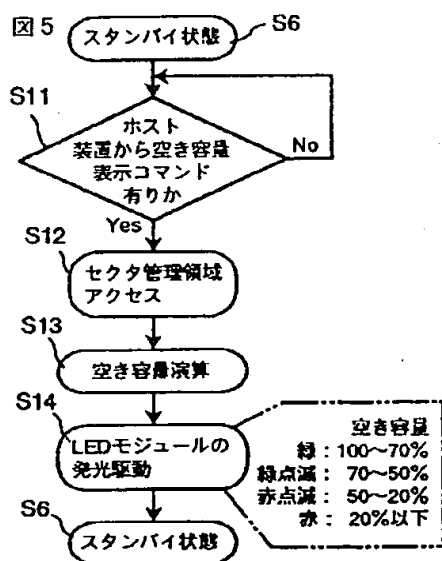 図5
スタンバイ状態
S6
S11
ホスト
装置から空き容量
表示コマンド
有りか
No
Yes
S12
セクタ管理領域
アクセス
S13
空き容量演算
S14
LEDモジュールの
発光駆動
空き容量
緑：100～70%
緑点滅：70～50%
赤点滅：50～20%
赤：20%以下
S6
スタンバイ状態